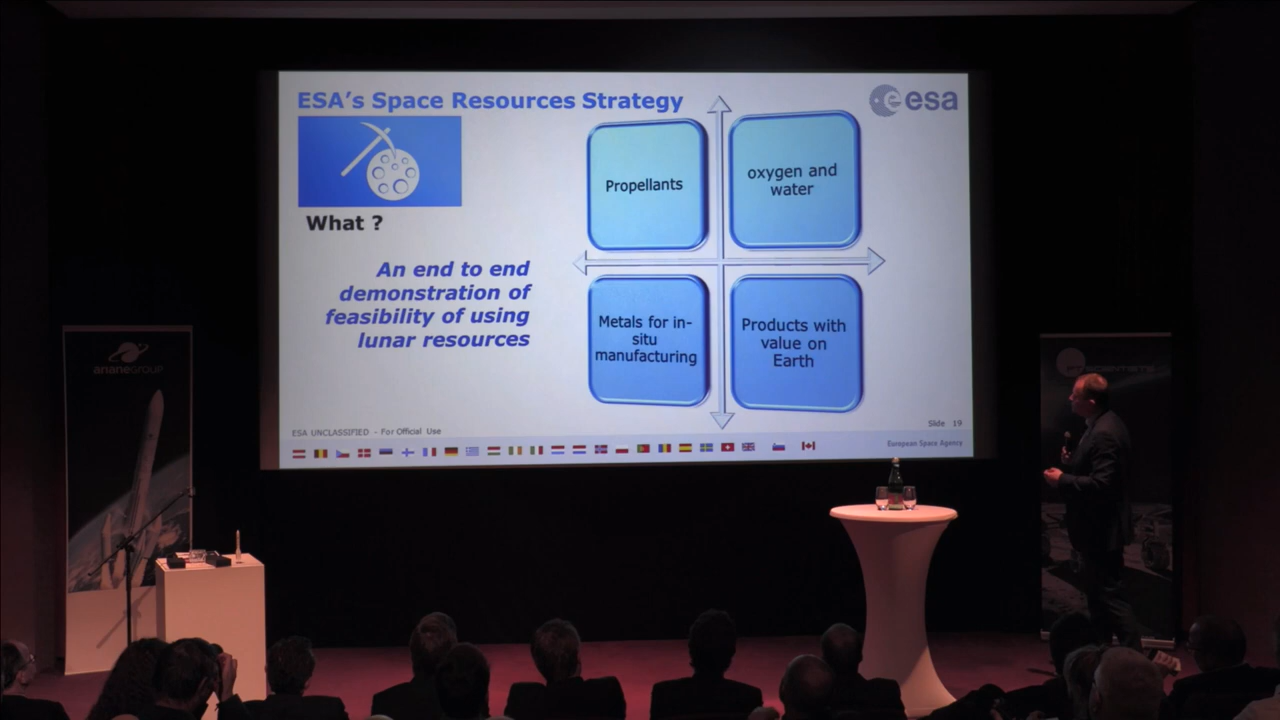 ESA's Space Resources Strategy
esa
What ?
An end to end
demonstration of
feasibility of using
lunar resources
Propellants
oxygen and
water
Metals for in-
situ
manufacturing
Products with
value on
Earth
ESA UNCLASSIFIED - For Official Use
Slide 19
European Space Agency
arianeGROUP